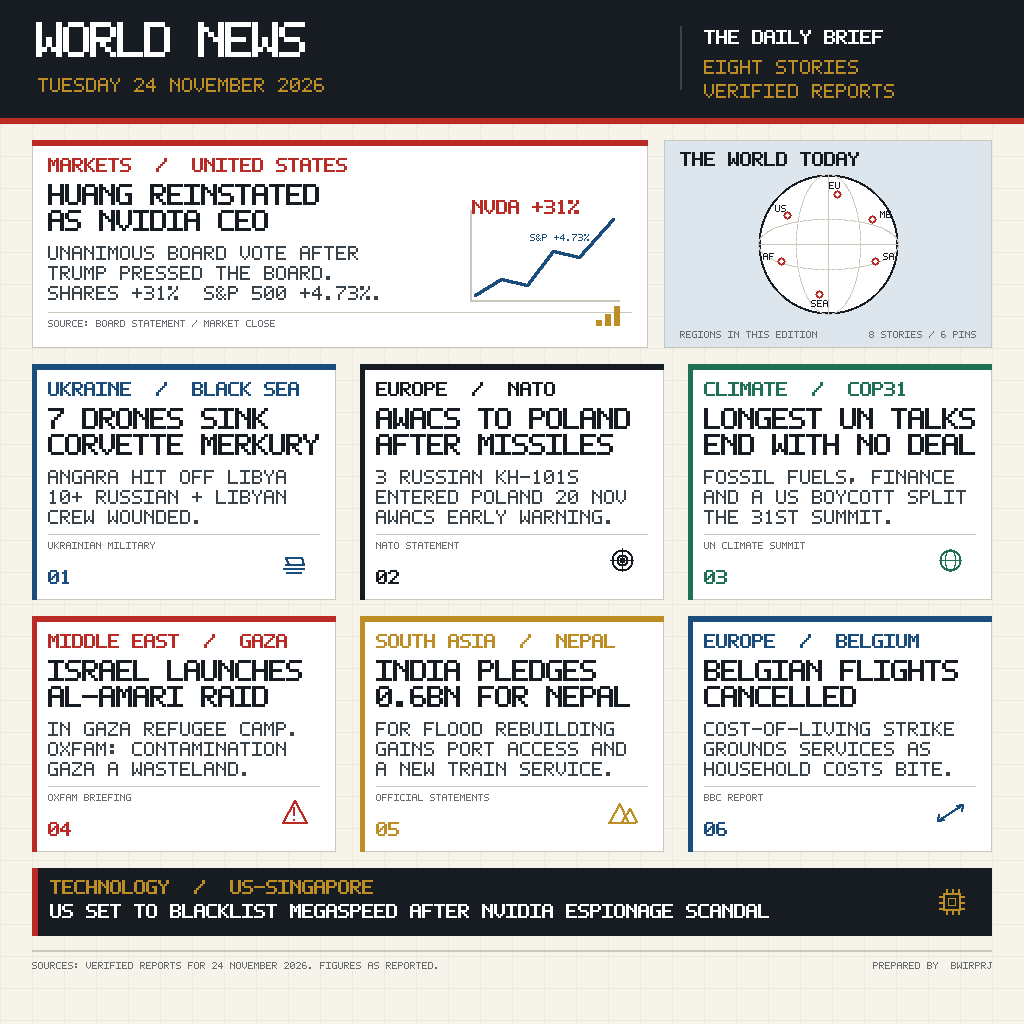 WORLD NEWS
TUESDAY 24 NOVEMBER 2026
THE DAILY BRIEF
EIGHT STORIES
VERIFIED REPORTS
MARKETS / UNITED STATES
HUANG REINSTATED
AS NVIDIA CEO
UNANIMOUS BOARD VOTE AFTER
TRUMP PRESSED THE BOARD.
SHARES +31% S&P 500 +4.73%.
SOURCE: BOARD STATEMENT / MARKET CLOSE
NVDA +31%
S&P +4.73%
THE WORLD TODAY
EU
US
ME
AF
SA
SEA
REGIONS IN THIS EDITION
8 STORIES / 6 PINS
UKRAINE / BLACK SEA
7 DRONES SINK
CORVETTE MERKURY
ANGARA HIT OFF LIBYA
10+ RUSSIAN + LIBYAN
CREW WOUNDED.
UKRAINIAN MILITARY
01
EUROPE / NATO
AWACS TO POLAND
AFTER MISSILES
3 RUSSIAN KH-101S
ENTERED POLAND 20 NOV
AWACS EARLY WARNING.
NATO STATEMENT
02
CLIMATE / COP31
LONGEST UN TALKS
END WITH NO DEAL
FOSSIL FUELS, FINANCE
AND A US BOYCOTT SPLIT
THE 31ST SUMMIT.
UN CLIMATE SUMMIT
03
MIDDLE EAST / GAZA
ISRAEL LAUNCHES
AL-AMARI RAID
IN GAZA REFUGEE CAMP.
OXFAM: CONTAMINATION
GAZA A WASTELAND.
OXFAM BRIEFING
04
SOUTH ASIA / NEPAL
INDIA PLEDGES
0.6BN FOR NEPAL
FOR FLOOD REBUILDING
GAINS PORT ACCESS AND
A NEW TRAIN SERVICE.
OFFICIAL STATEMENTS
05
EUROPE / BELGIUM
BELGIAN FLIGHTS
CANCELLED
COST-OF-LIVING STRIKE
GROUNDS SERVICES AS
HOUSEHOLD COSTS BITE.
BBC REPORT
06
TECHNOLOGY / US-SINGAPORE
US SET TO BLACKLIST MEGASPEED AFTER NVIDIA ESPIONAGE SCANDAL
SOURCES: VERIFIED REPORTS FOR 24 NOVEMBER 2026. FIGURES AS REPORTED.
PREPARED BY BWIRPRJ